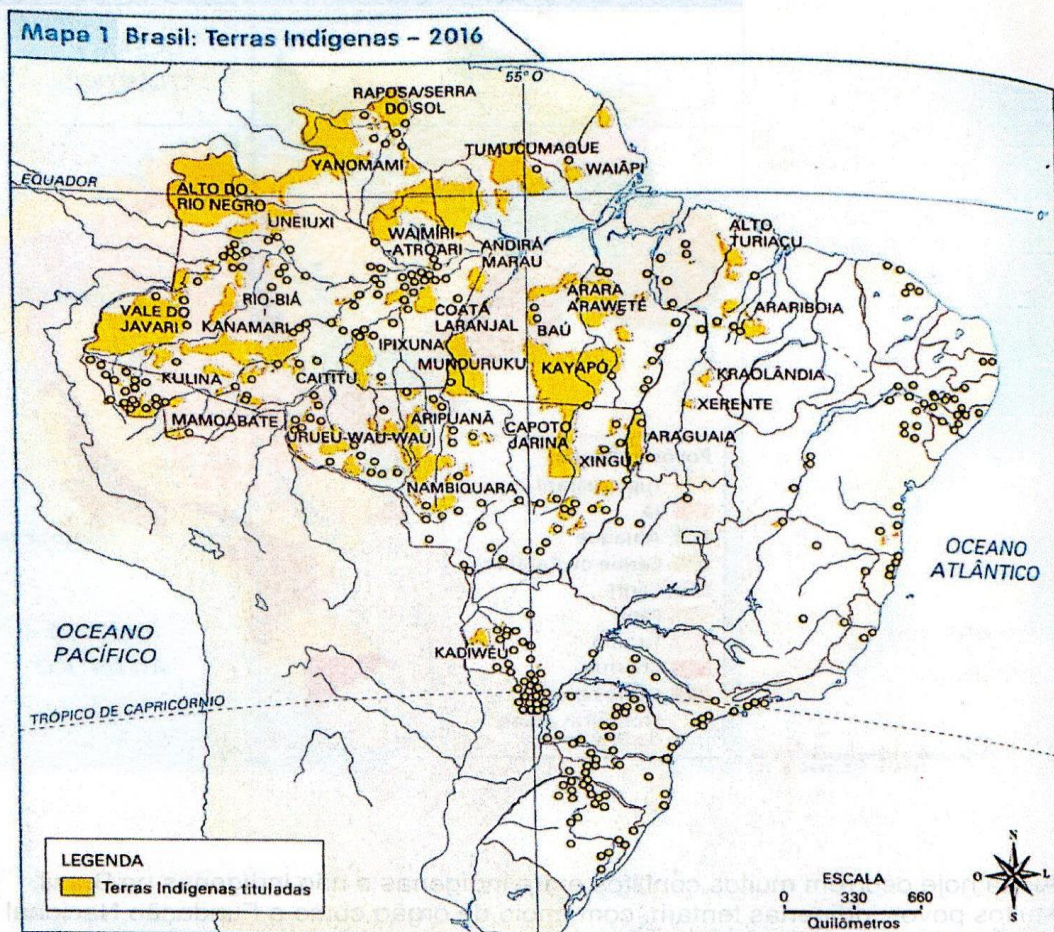 Mapa 1 Brasil: Terras Indígenas – 2016
55° O
RAPOSA/SERRA
DO SOL
YANOMAMI
TUMUCUMAQUE
WAIÃPI
EQUADOR
0°
ALTO DO
RIO NEGRO
UNEIUXI
WAIMIRI-
ATROARI
ANDIRÁ
MARAU
ALTO
TURIAÇU
RIO-BIÁ
VALE DO
JAVARI
KANAMARI
COATÁ
LARANJAL
ARARA
ARAWETÉ
BAÚ
ARARIBOIA
IPIXUNA
MUNDURUKU
KAYAPÓ
KULINA
CAITITU
KRAOLÂNDIA
XERENTE
MAMOABATE
ARIPUANÃ
URUEU-WAU-WAU
CAPOTO
JARINA
ARAGUAIA
XINGU
NAMBIQUARA
OCEANO
ATLÂNTICO
OCEANO
PACÍFICO
KADIWÉU
TRÓPICO DE CAPRICÓRNIO
LEGENDA
Terras Indígenas tituladas
ESCALA
0 330 660
Quilômetros
N
O L
S